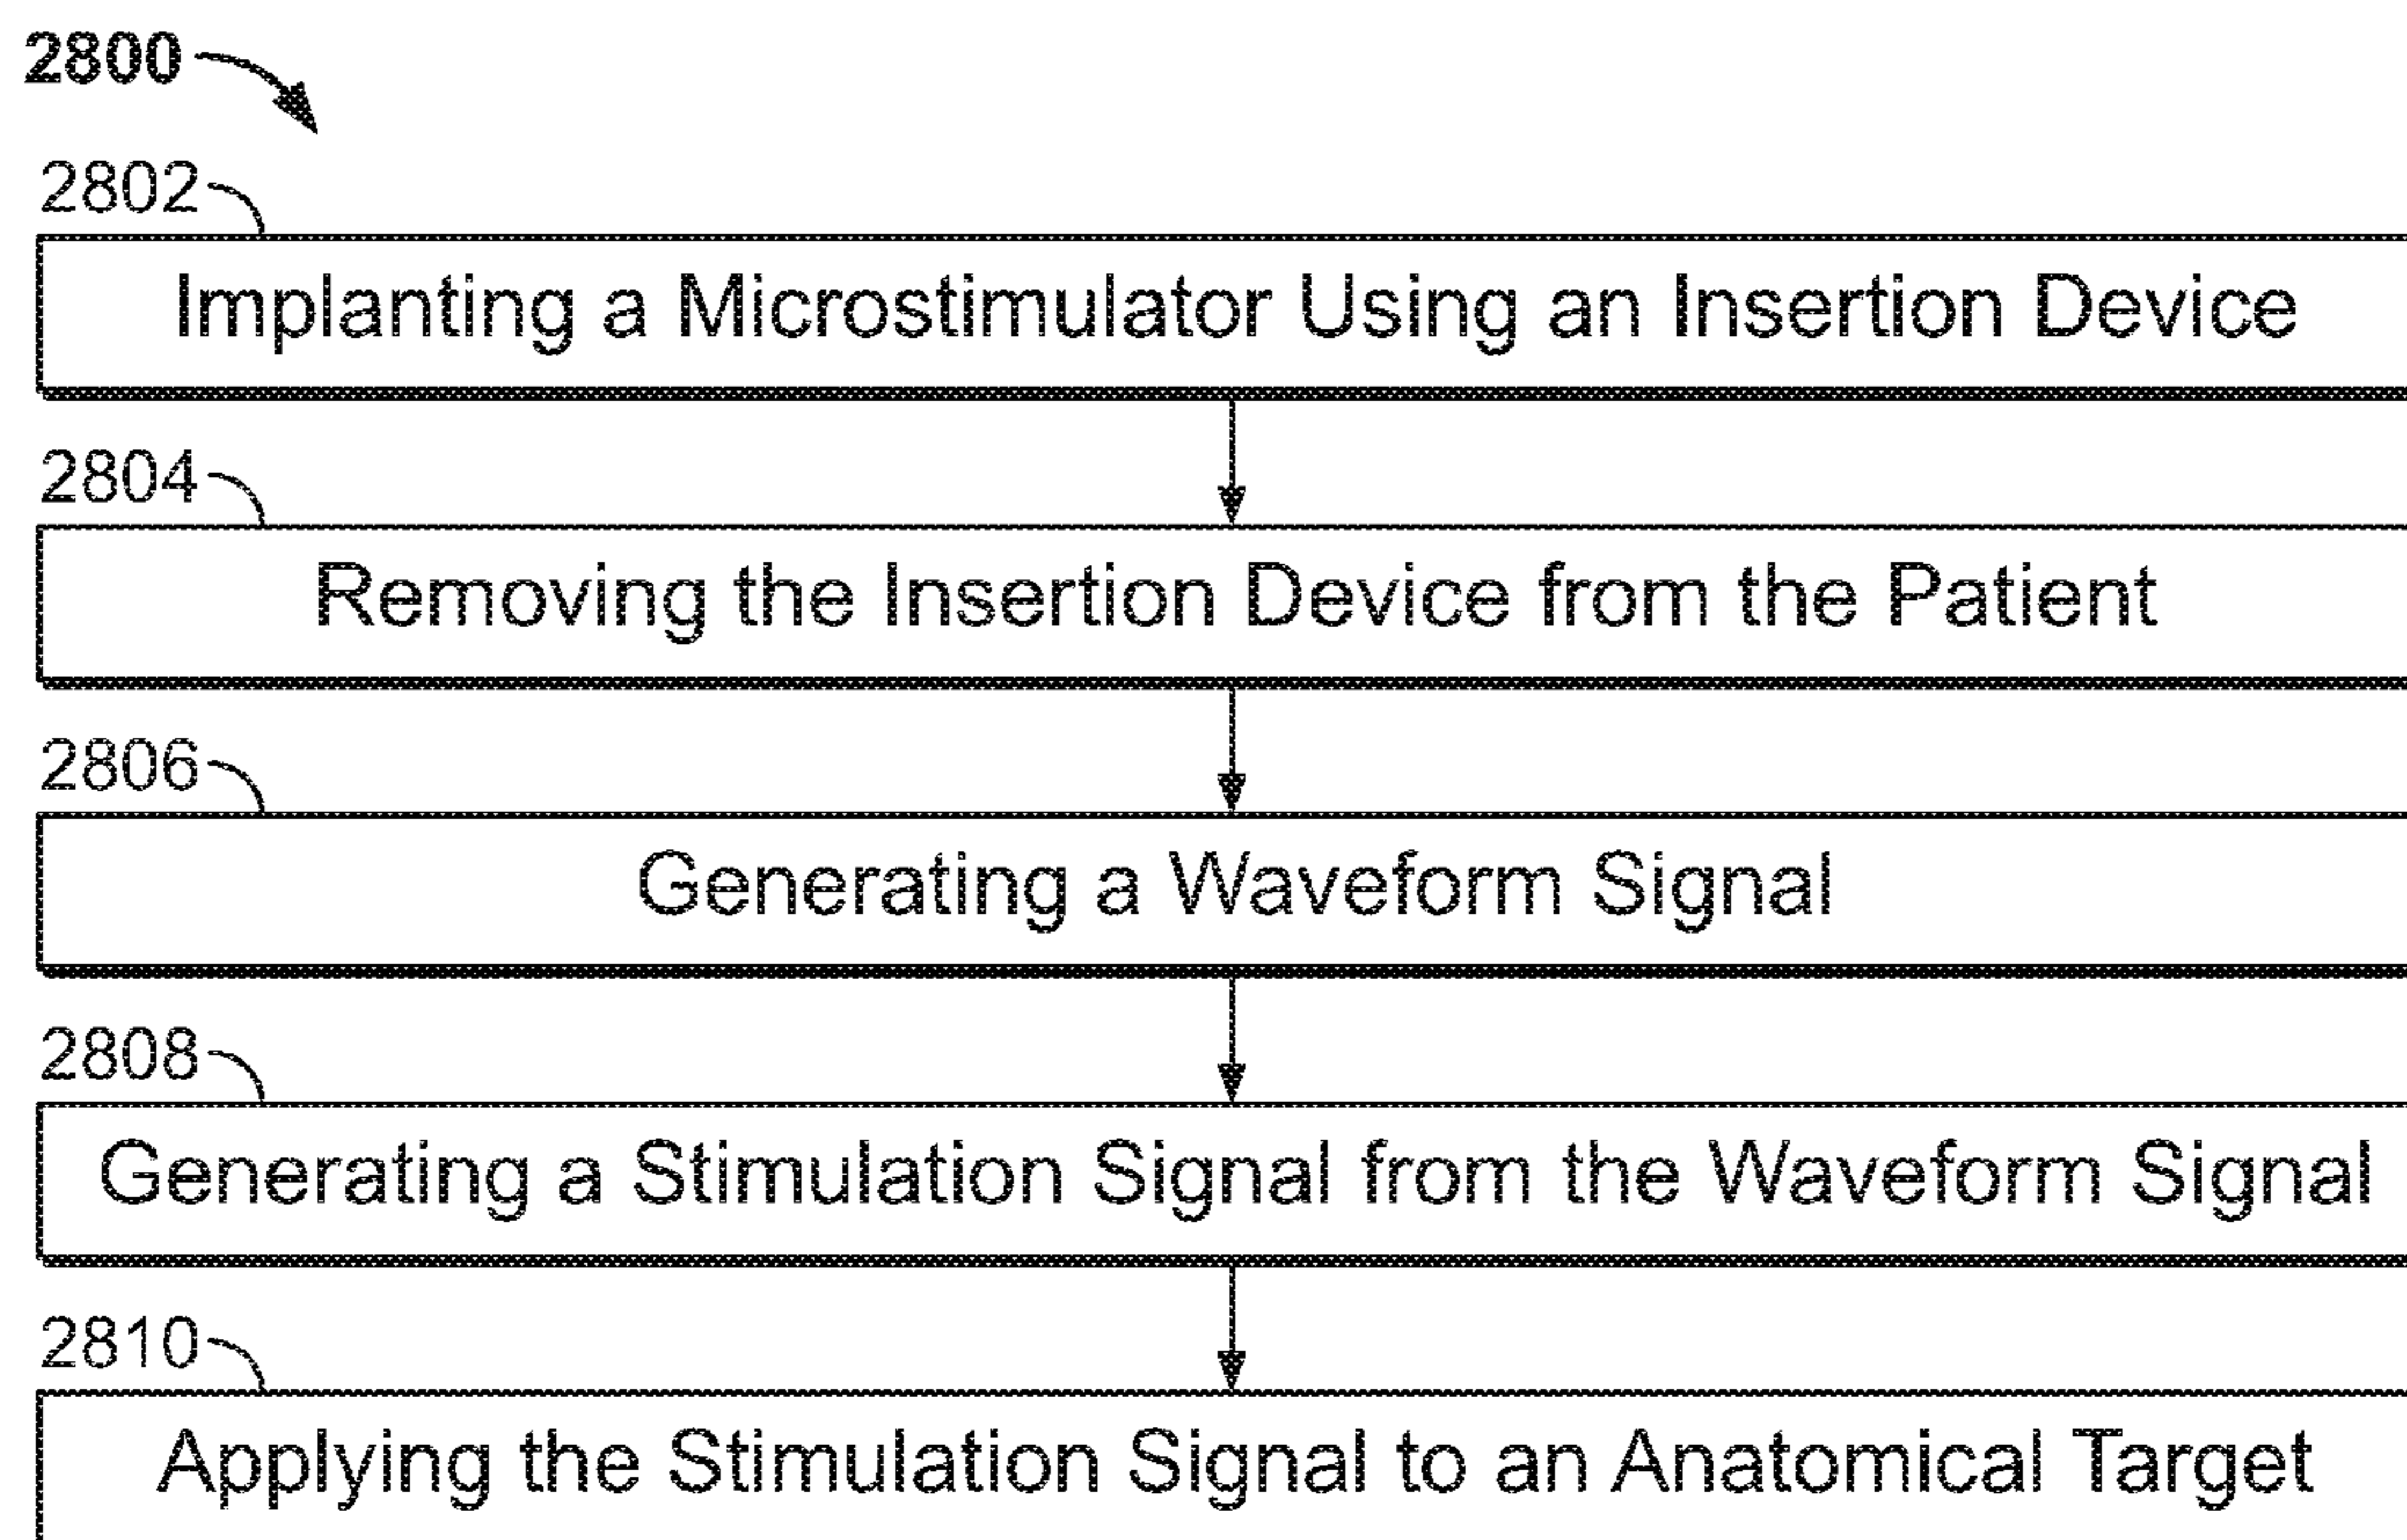 2800
2802
Implanting a Microstimulator Using an Insertion Device
2804
Removing the Insertion Device from the Patient
2806
Generating a Waveform Signal
2808
Generating a Stimulation Signal from the Waveform Signal
2810
Applying the Stimulation Signal to an Anatomical Target